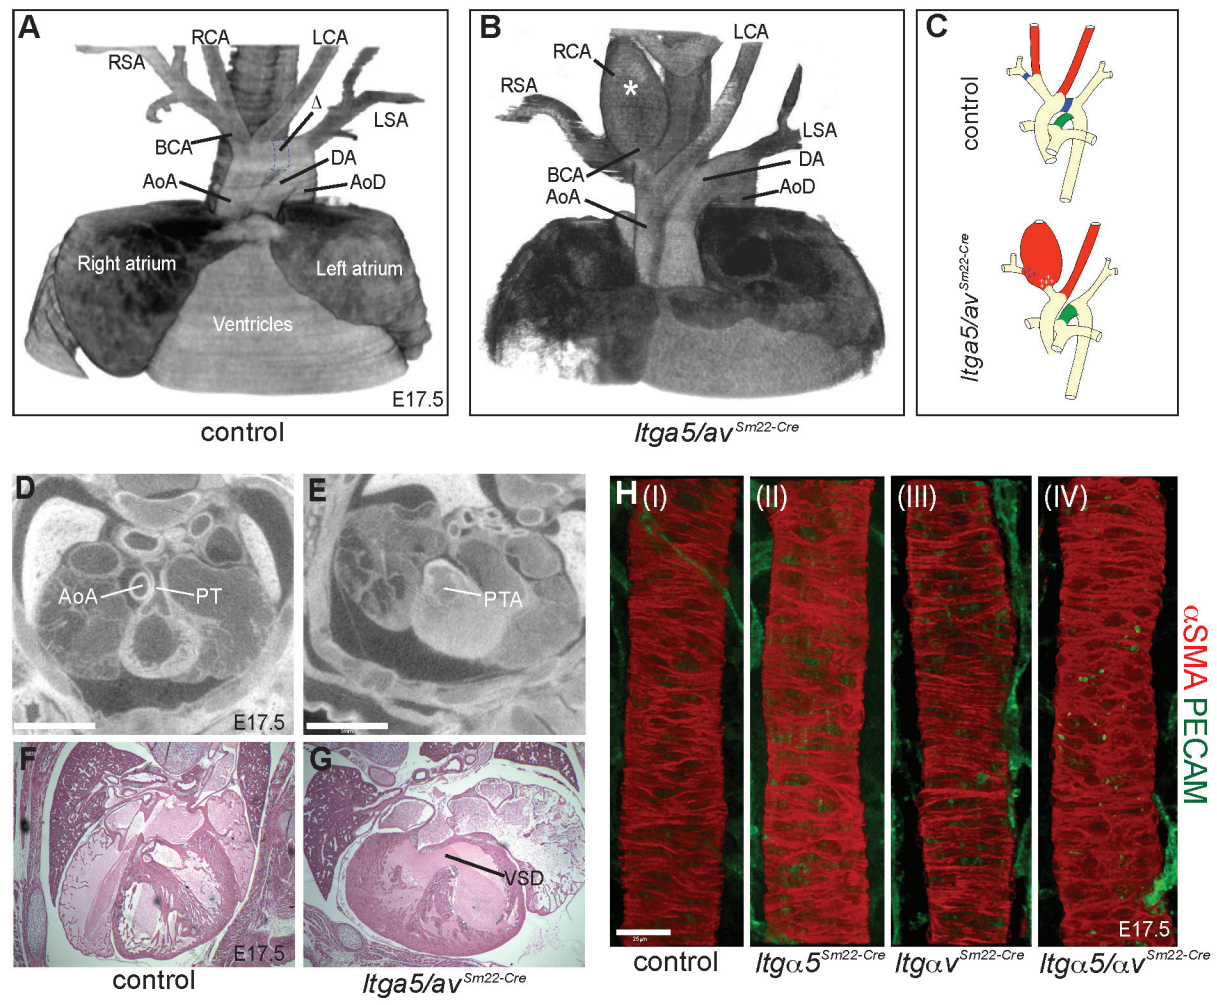 A
RCA
LCA
RSA
Δ
LSA
BCA
DA
AoA
AoD
Right atrium
Left atrium
Ventricles
E17.5
control
B
RCA
LCA
*
RSA
LSA
BCA
DA
AoA
AoD
Itga5/av Sm22-Cre
C
control
Itga5/av Sm22-Cre
D
AoA
PT
E17.5
E
PTA
1mm
F
E17.5
control
G
VSD
Itga5/av Sm22-Cre
H (I)
(II)
(III)
(IV)
αSMA PECAM
25µm
E17.5
control
Itgα5 Sm22-Cre
Itgαv Sm22-Cre
Itgα5/αv Sm22-Cre